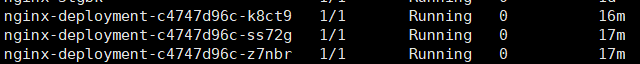 nginx-deployment-c4747d96c-k8ct9 1/1 Running 0 16m
nginx-deployment-c4747d96c-ss72g 1/1 Running 0 17m
nginx-deployment-c4747d96c-z7nbr 1/1 Running 0 17m